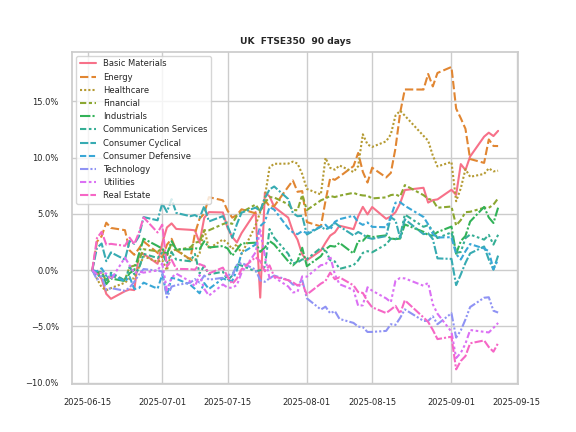 UK  FTSE350  90 days
Basic Materials
Energy
Healthcare
Financial
Industrials
Communication Services
Consumer Cyclical
Consumer Defensive
Technology
Utilities
Real Estate
15.0%
10.0%
5.0%
0.0%
−5.0%
−10.0%
2025-06-15 2025-07-01 2025-07-15 2025-08-01 2025-08-15 2025-09-01 2025-09-15